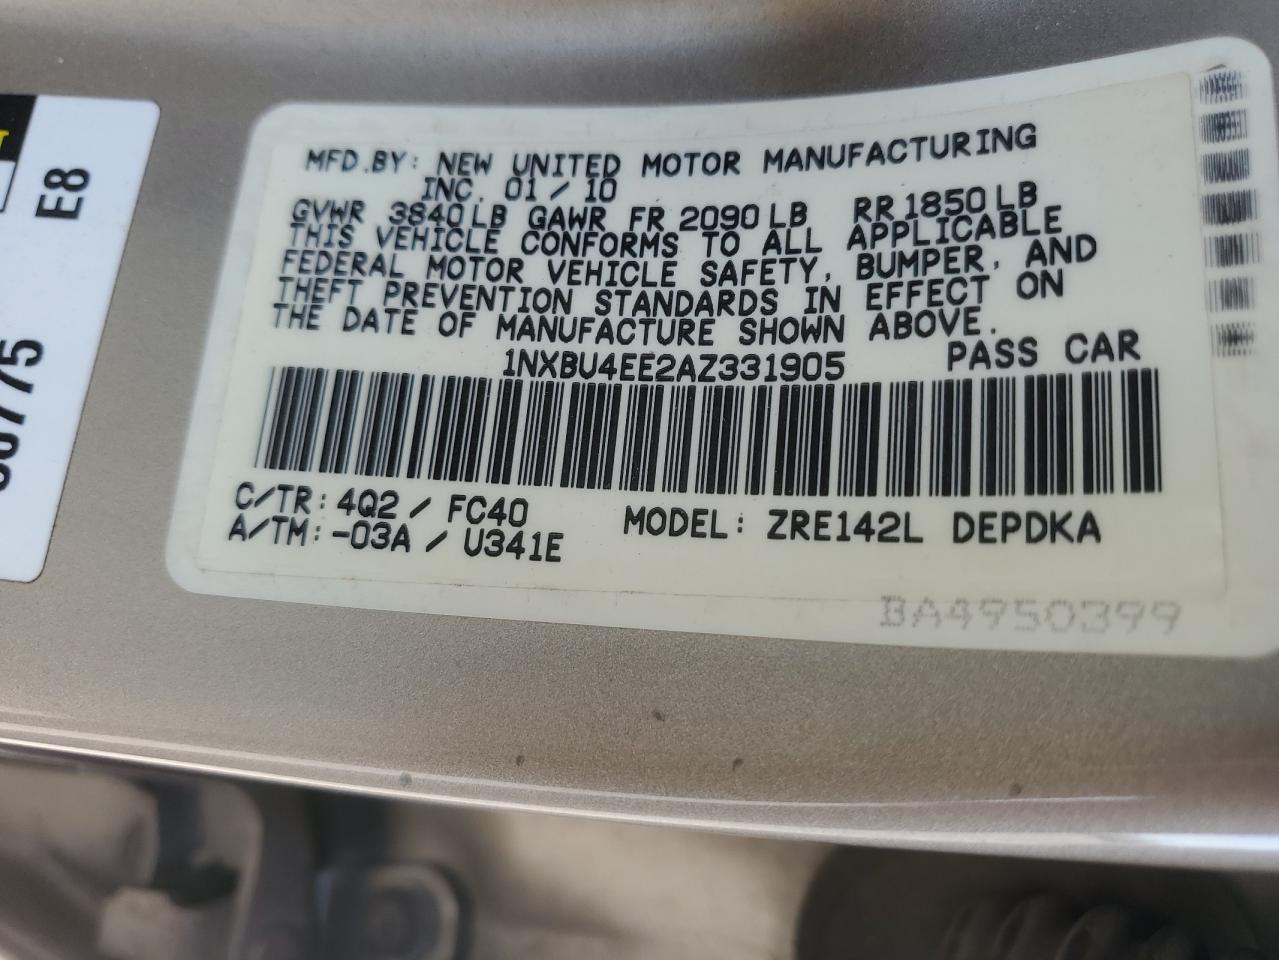 E8
MFD.BY: NEW UNITED MOTOR MANUFACTURING
INC. 01/10
GVWR 3840LB GAWR FR 2090LB RR1850LB
THIS VEHICLE CONFORMS TO ALL APPLICABLE
FEDERAL MOTOR VEHICLE SAFETY, BUMPER, AND
THEFT PREVENTION STANDARDS IN EFFECT ON
THE DATE OF MANUFACTURE SHOWN ABOVE.
1NXBU4EE2AZ331905 PASS CAR
C/TR: 4Q2 / FC40
A/TM: -03A / U341E MODEL: ZRE142L DEPDKA
BA4950399